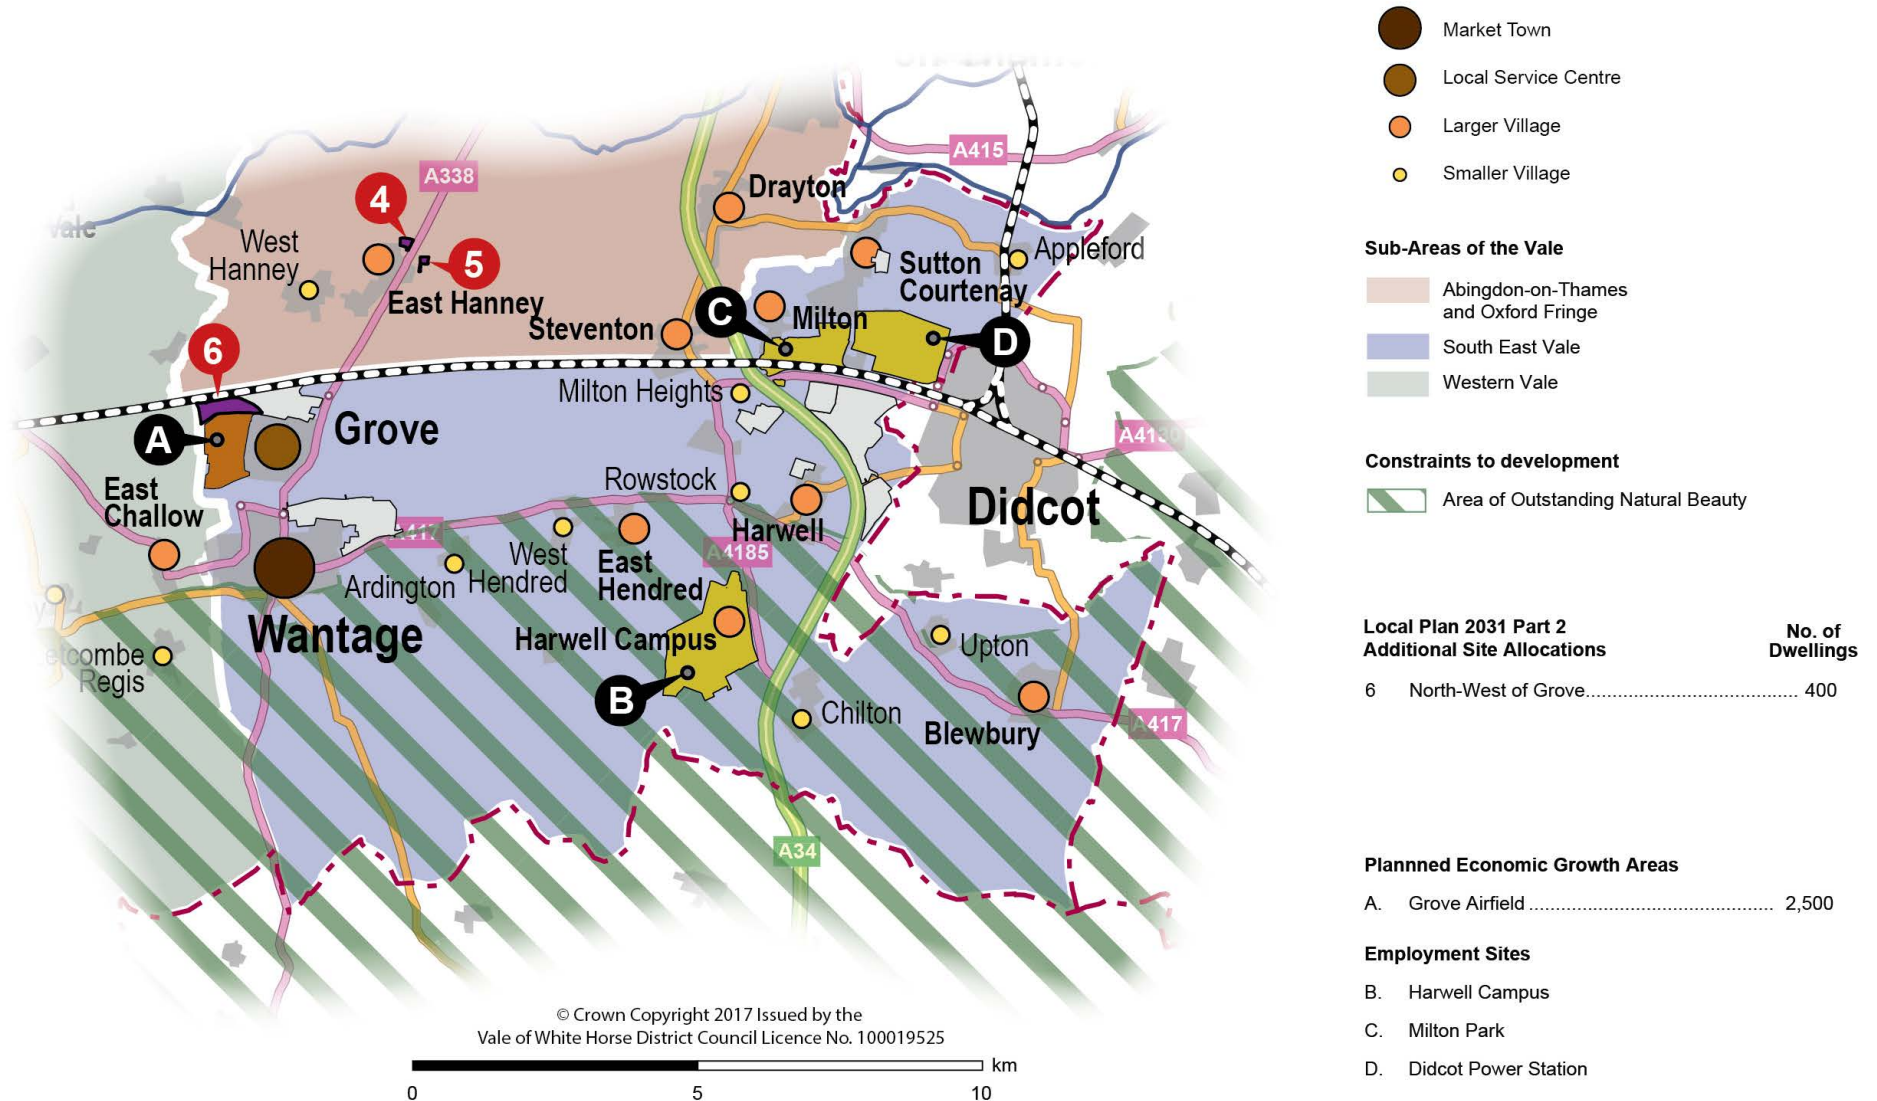 A415
A338
4
Drayton
West
Hanney
5
Sutton
Courtenay
Appleford
East Hanney
C
Milton
Steventon
D
6
Milton Heights
A
Grove
A4130
East
Challow
Rowstock
Didcot
Harwell
A417
West
Hendred
A4185
East
Hendred
Ardington
Wantage
Harwell Campus
Upton
Regis
B
Chilton
Blewbury
A417
A34
© Crown Copyright 2017 Issued by the
Vale of White Horse District Council Licence No. 100019525
km
0 5 10
Market Town
Local Service Centre
Larger Village
Smaller Village
Sub-Areas of the Vale
Abingdon-on-Thames
and Oxford Fringe
South East Vale
Western Vale
Constraints to development
Area of Outstanding Natural Beauty
Local Plan 2031 Part 2
Additional Site Allocations
No. of
Dwellings
6 North-West of Grove........................................ 400
Plannned Economic Growth Areas
A. Grove Airfield .............................................. 2,500
Employment Sites
B. Harwell Campus
C. Milton Park
D. Didcot Power Station